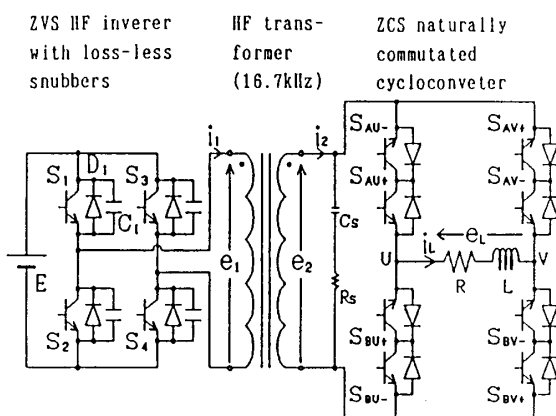 ZVS HF inverer
with loss-less
snubbers
HF trans-
former
(16.7kHz)
ZCS naturally
commutated
cycloconveter
i1
i2
SAU-
SAV+
S1
D1
S3
C1
SAU+
SAV-
Cs
eL
E
e1
e2
U
iL
V
R
L
Rs
S2
S4
SBU+
SBV-
SBU-
SBV+